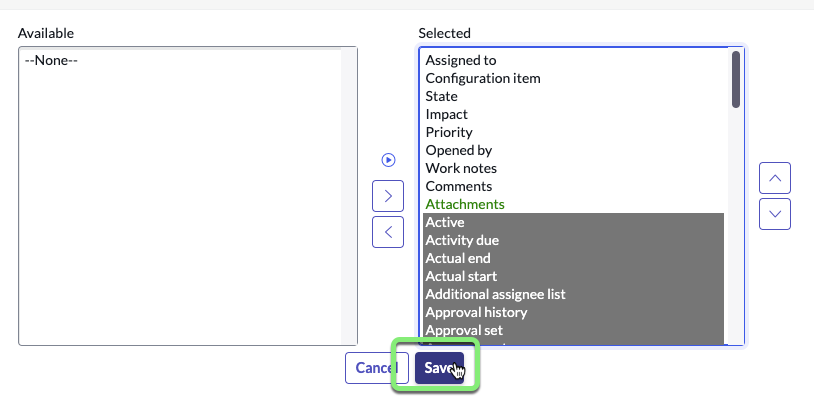 Available
--None--
Selected
Assigned to
Configuration item
State
Impact
Priority
Opened by
Work notes
Comments
Attachments
Active
Activity due
Actual end
Actual start
Additional assignee list
Approval history
Approval set
Cancel
Save